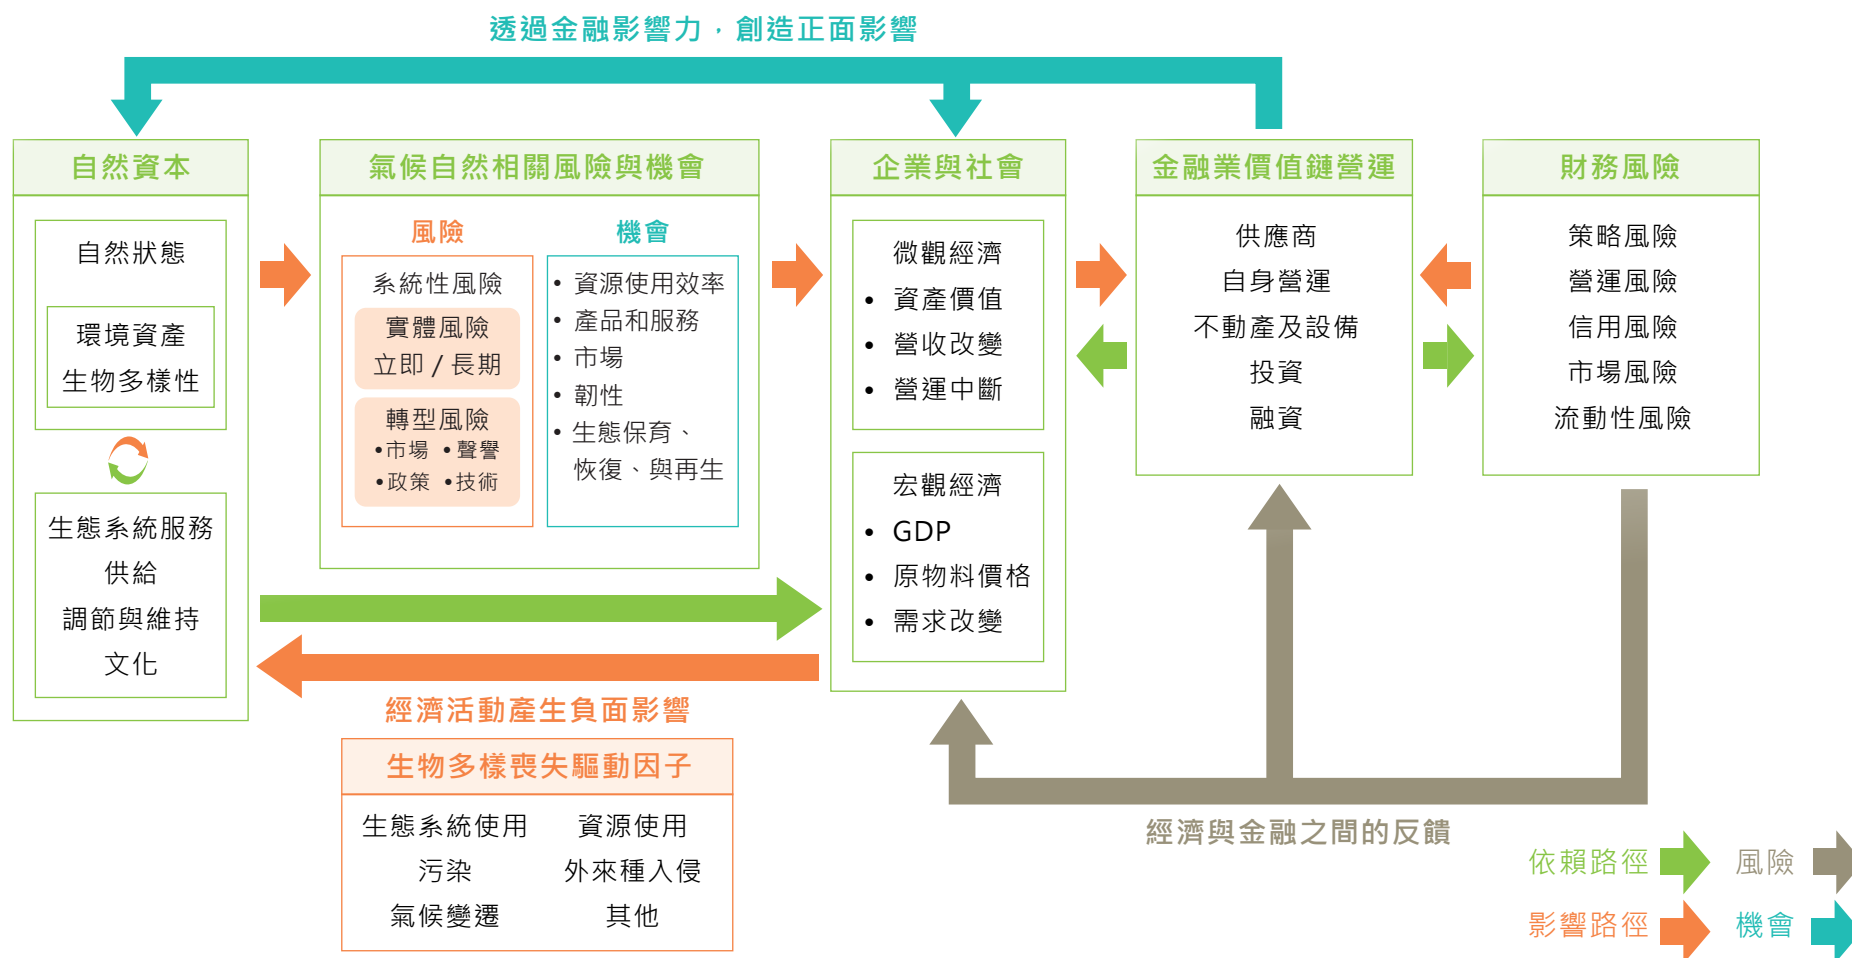 透過金融影響力，創造正面影響
自然資本
自然狀態
環境資產
生物多樣性
生態系統服務
供給
調節與維持
文化
氣候自然相關風險與機會
風險
系統性風險
實體風險
立即 / 長期
轉型風險
•市場 •聲譽
•政策 •技術
機會
• 資源使用效率
• 產品和服務
• 市場
• 韌性
• 生態保育、
恢復、與再生
企業與社會
微觀經濟
• 資產價值
• 營收改變
• 營運中斷
宏觀經濟
• GDP
• 原物料價格
• 需求改變
金融業價值鏈營運
供應商
自身營運
不動產及設備
投資
融資
財務風險
策略風險
營運風險
信用風險
市場風險
流動性風險
經濟活動產生負面影響
生物多樣喪失驅動因子
生態系統使用 資源使用
污染 外來種入侵
氣候變遷 其他
經濟與金融之間的反饋
依賴路徑 風險
影響路徑 機會